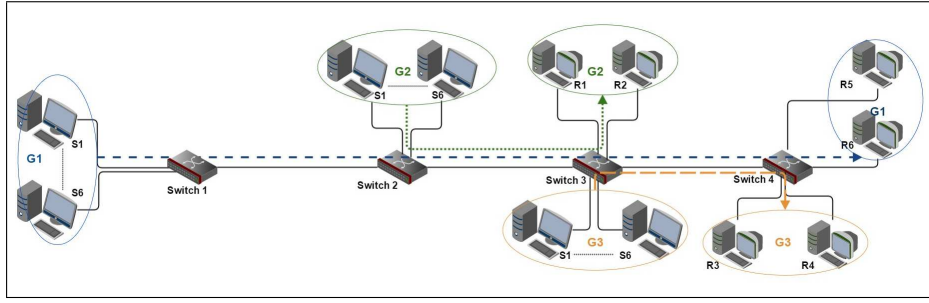 G1
S1
S6
Switch 1
G2
S1
S6
Switch 2
G2
R1
R2
Switch 3
G3
S1
S6
Switch 4
R5
G1
R6
G3
R3
R4